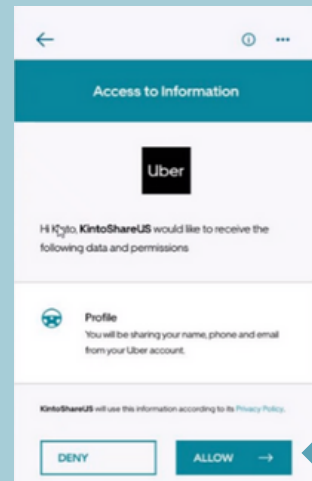 Access to Information
Uber
Hi Kinto, KintoShareUS would like to receive the
following data and permissions
Profile
You will be sharing your name, phone and email
from your Uber account.
KintoShareUS will use this information according to its Privacy Policy.
DENY
ALLOW